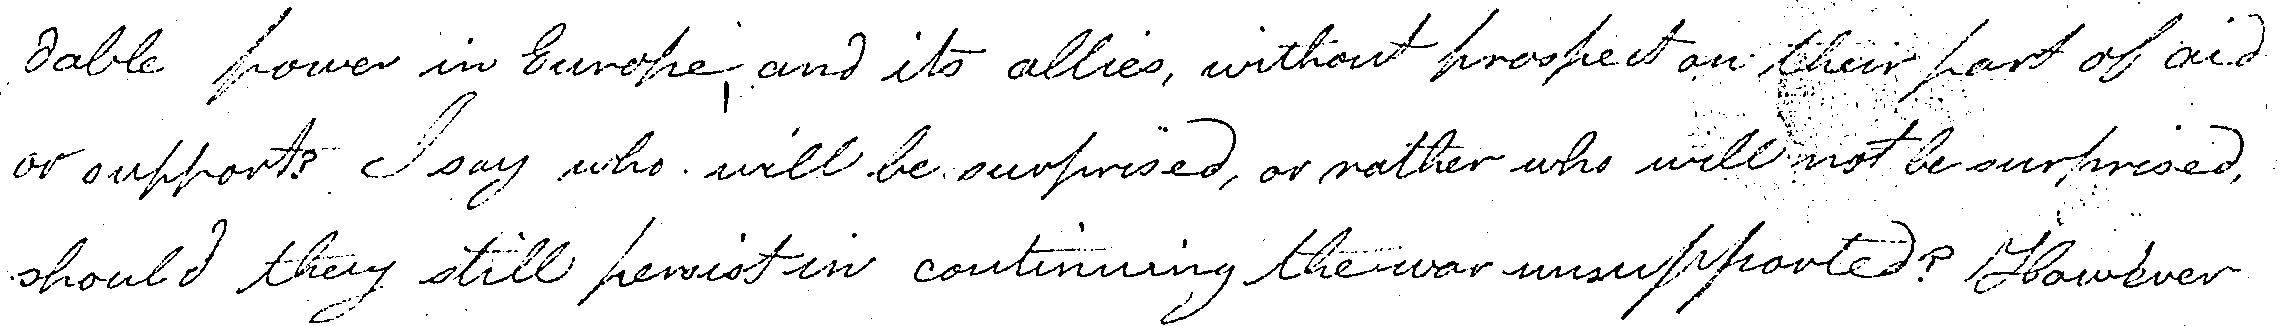 dable power in Europe, and its allies, without prospect on their part of aid
or support? I say who will be surprised, or rather who will not be surprised,
should they still persist in continuing the war unsupported? However